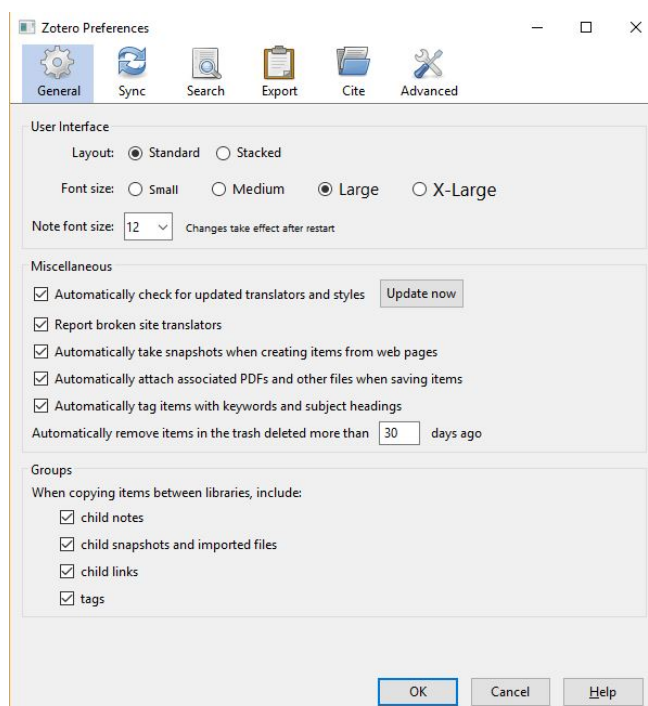 Zotero Preferences
General Sync Search Export Cite Advanced
User Interface
Layout: Standard Stacked
Font size: Small Medium Large X-Large
Note font size: 12 Changes take effect after restart
Miscellaneous
Automatically check for updated translators and styles Update now
Report broken site translators
Automatically take snapshots when creating items from web pages
Automatically attach associated PDFs and other files when saving items
Automatically tag items with keywords and subject headings
Automatically remove items in the trash deleted more than 30 days ago
Groups
When copying items between libraries, include:
child notes
child snapshots and imported files
child links
tags
OK Cancel Help